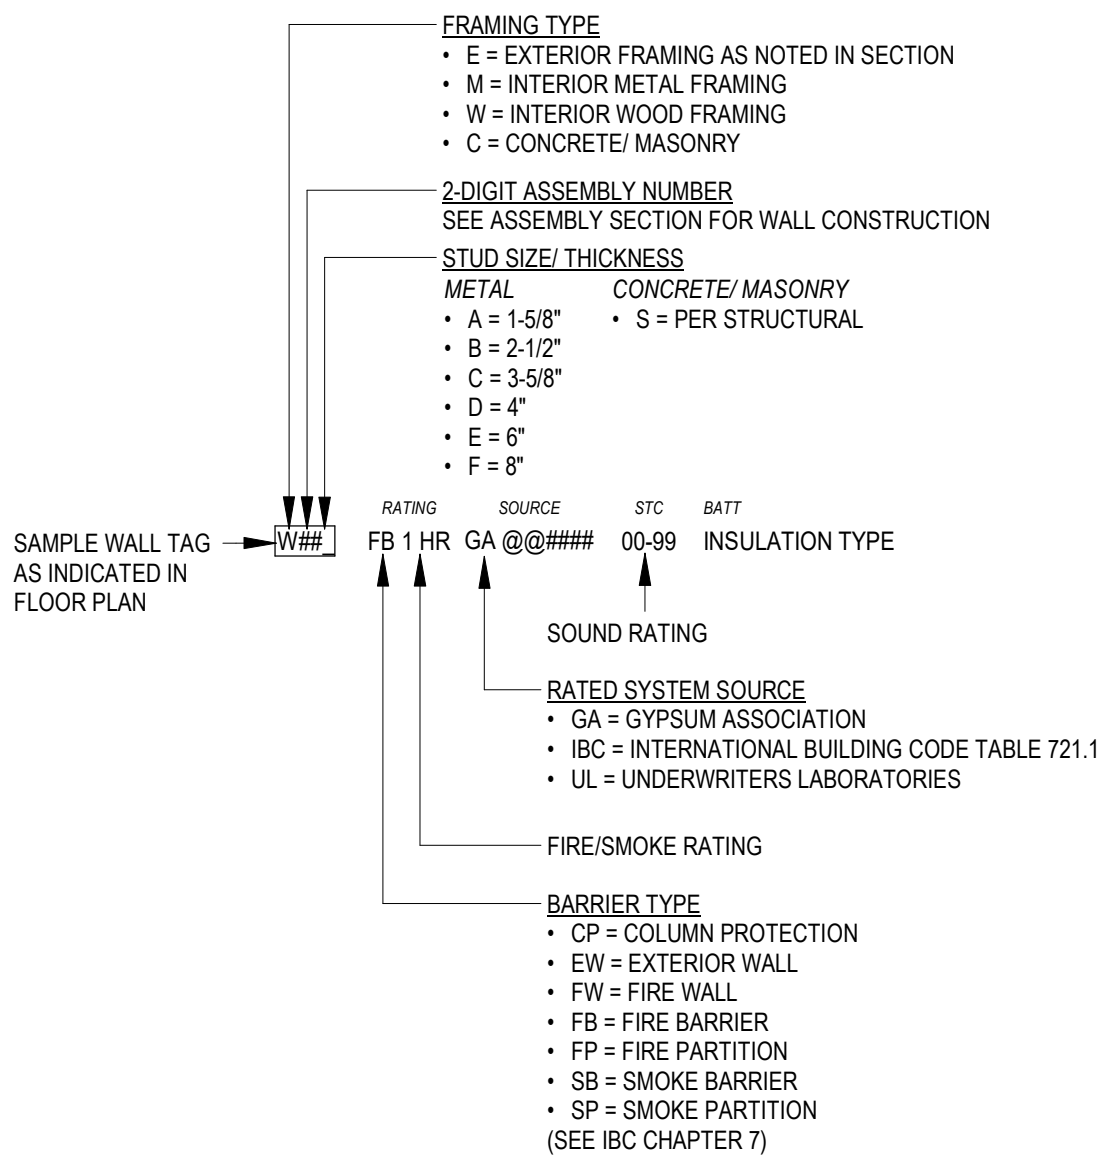 FRAMING TYPE
• E = EXTERIOR FRAMING AS NOTED IN SECTION
• M = INTERIOR METAL FRAMING
• W = INTERIOR WOOD FRAMING
• C = CONCRETE/ MASONRY
2-DIGIT ASSEMBLY NUMBER
SEE ASSEMBLY SECTION FOR WALL CONSTRUCTION
STUD SIZE/ THICKNESS
METAL CONCRETE/ MASONRY
• A = 1-5/8" • S = PER STRUCTURAL
• B = 2-1/2"
• C = 3-5/8"
• D = 4"
• E = 6"
• F = 8"
RATING SOURCE STC BATT
W##_ FB 1 HR GA @@#### 00-99 INSULATION TYPE
SAMPLE WALL TAG
AS INDICATED IN
FLOOR PLAN
SOUND RATING
RATED SYSTEM SOURCE
• GA = GYPSUM ASSOCIATION
• IBC = INTERNATIONAL BUILDING CODE TABLE 721.1
• UL = UNDERWRITERS LABORATORIES
FIRE/SMOKE RATING
BARRIER TYPE
• CP = COLUMN PROTECTION
• EW = EXTERIOR WALL
• FW = FIRE WALL
• FB = FIRE BARRIER
• FP = FIRE PARTITION
• SB = SMOKE BARRIER
• SP = SMOKE PARTITION
(SEE IBC CHAPTER 7)